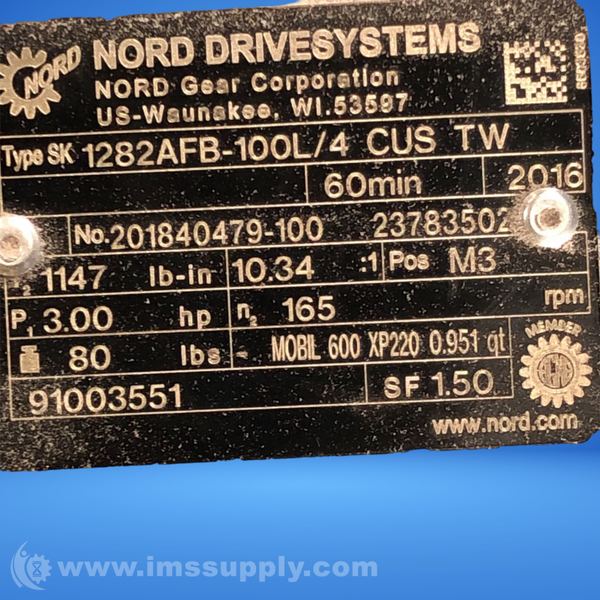 NORD
NORD DRIVESYSTEMS
NORD Gear Corporation
US-Waunakee, WI.53597
Type SK 1282AFB-100L/4 CUS TW
60min 2016
No. 201840479-100 23783502
1147 lb-in 10.34 :1 Pos M3
P1 3.00 hp n2 165 rpm
80 lbs - MOBIL 600 XP220 0.951 qt
MEMBER
91003551 SF 1.50
www.nord.com
www.imssupply.com